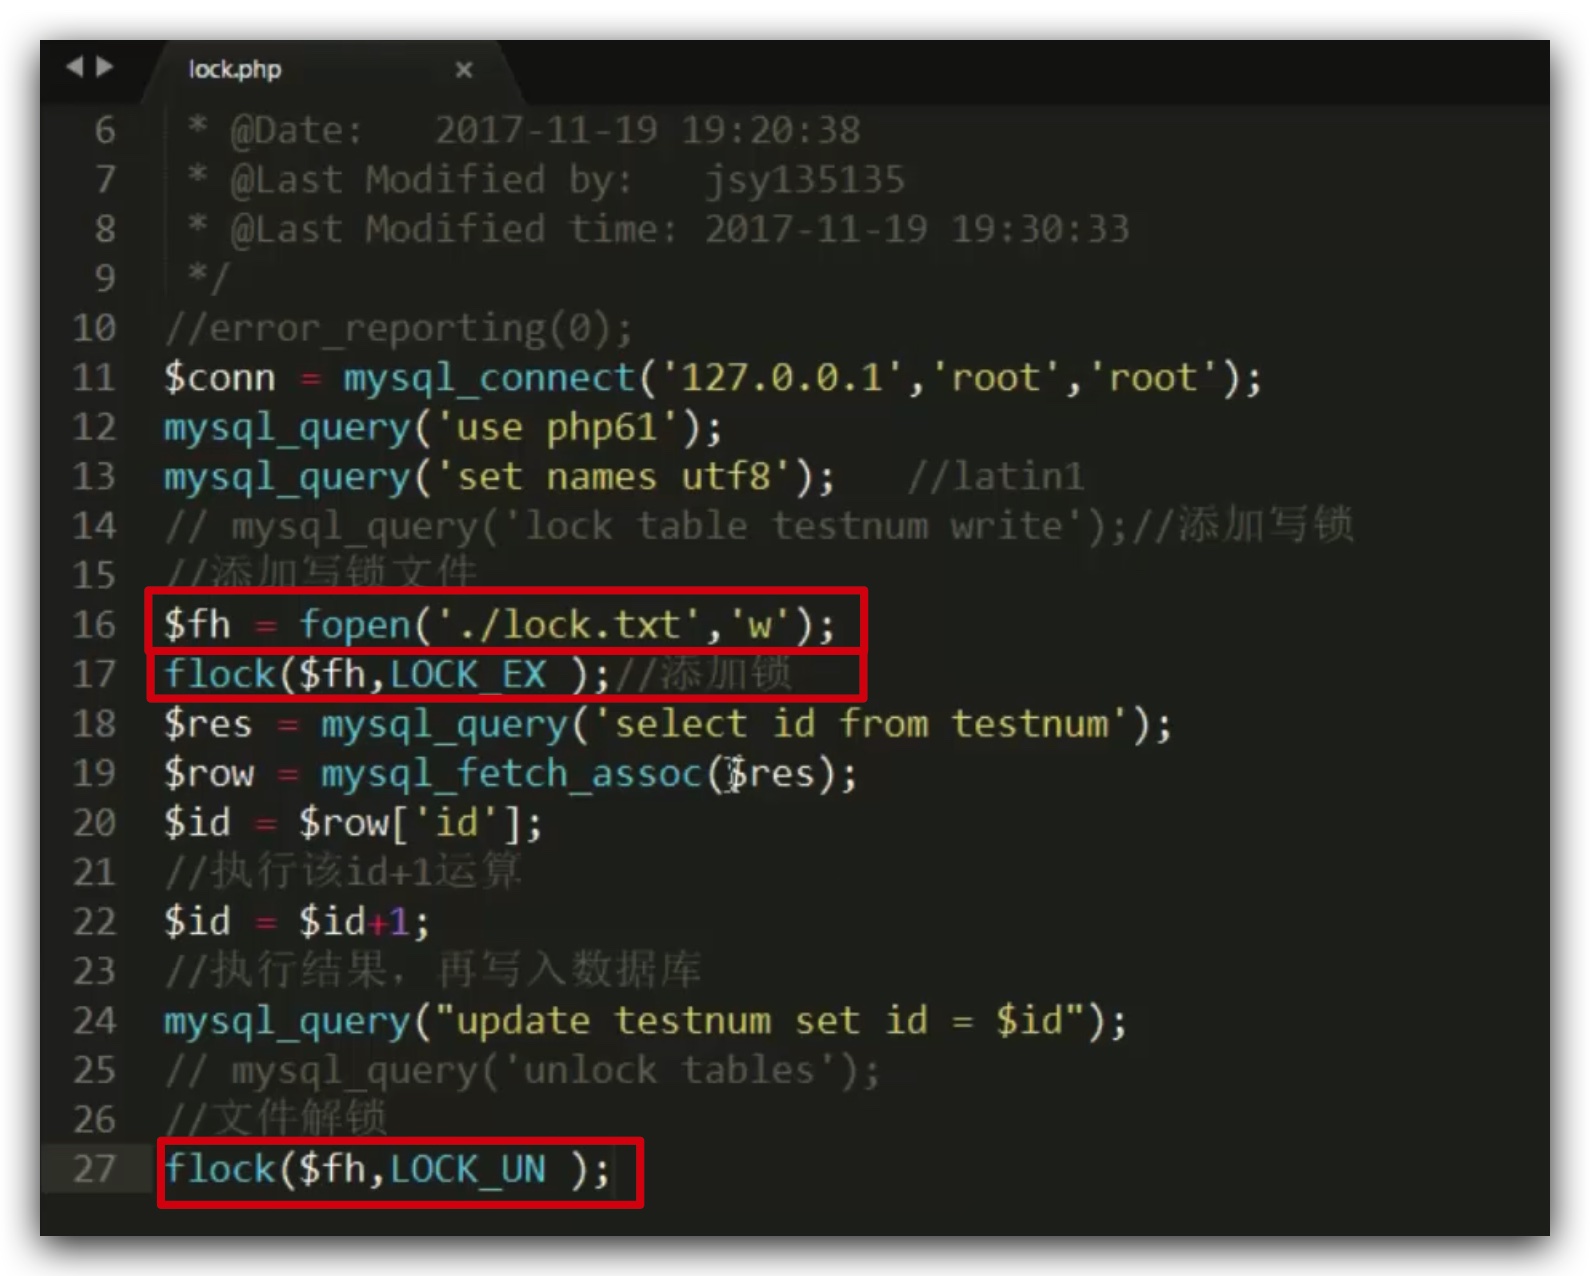 lock.php
6 * @Date:   2017-11-19 19:20:38
7 * @Last Modified by:   jsy135135
8 * @Last Modified time: 2017-11-19 19:30:33
9 */
10 //error_reporting(0);
11 $conn = mysql_connect('127.0.0.1','root','root');
12 mysql_query('use php61');
13 mysql_query('set names utf8');   //latin1
14 // mysql_query('lock table testnum write');//添加写锁
15 //添加写锁文件
16 $fh = fopen('./lock.txt','w');
17 flock($fh,LOCK_EX );//添加锁
18 $res = mysql_query('select id from testnum');
19 $row = mysql_fetch_assoc($res);
20 $id = $row['id'];
21 //执行该id+1运算
22 $id = $id+1;
23 //执行结果，再写入数据库
24 mysql_query("update testnum set id = $id");
25 // mysql_query('unlock tables');
26 //文件解锁
27 flock($fh,LOCK_UN );